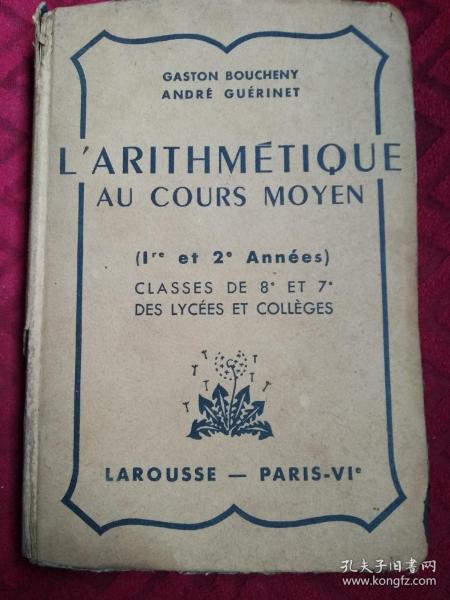 GASTON BOUCHENY
ANDRÉ GUÉRINET
L'ARITHMÉTIQUE
AU COURS MOYEN
(Iʳᵉ et 2ᵉ Années)
CLASSES DE 8ᵉ ET 7ᵉ
DES LYCÉES ET COLLÈGES
LAROUSSE — PARIS-VIᵉ
孔夫子旧书网
www.kongfz.com